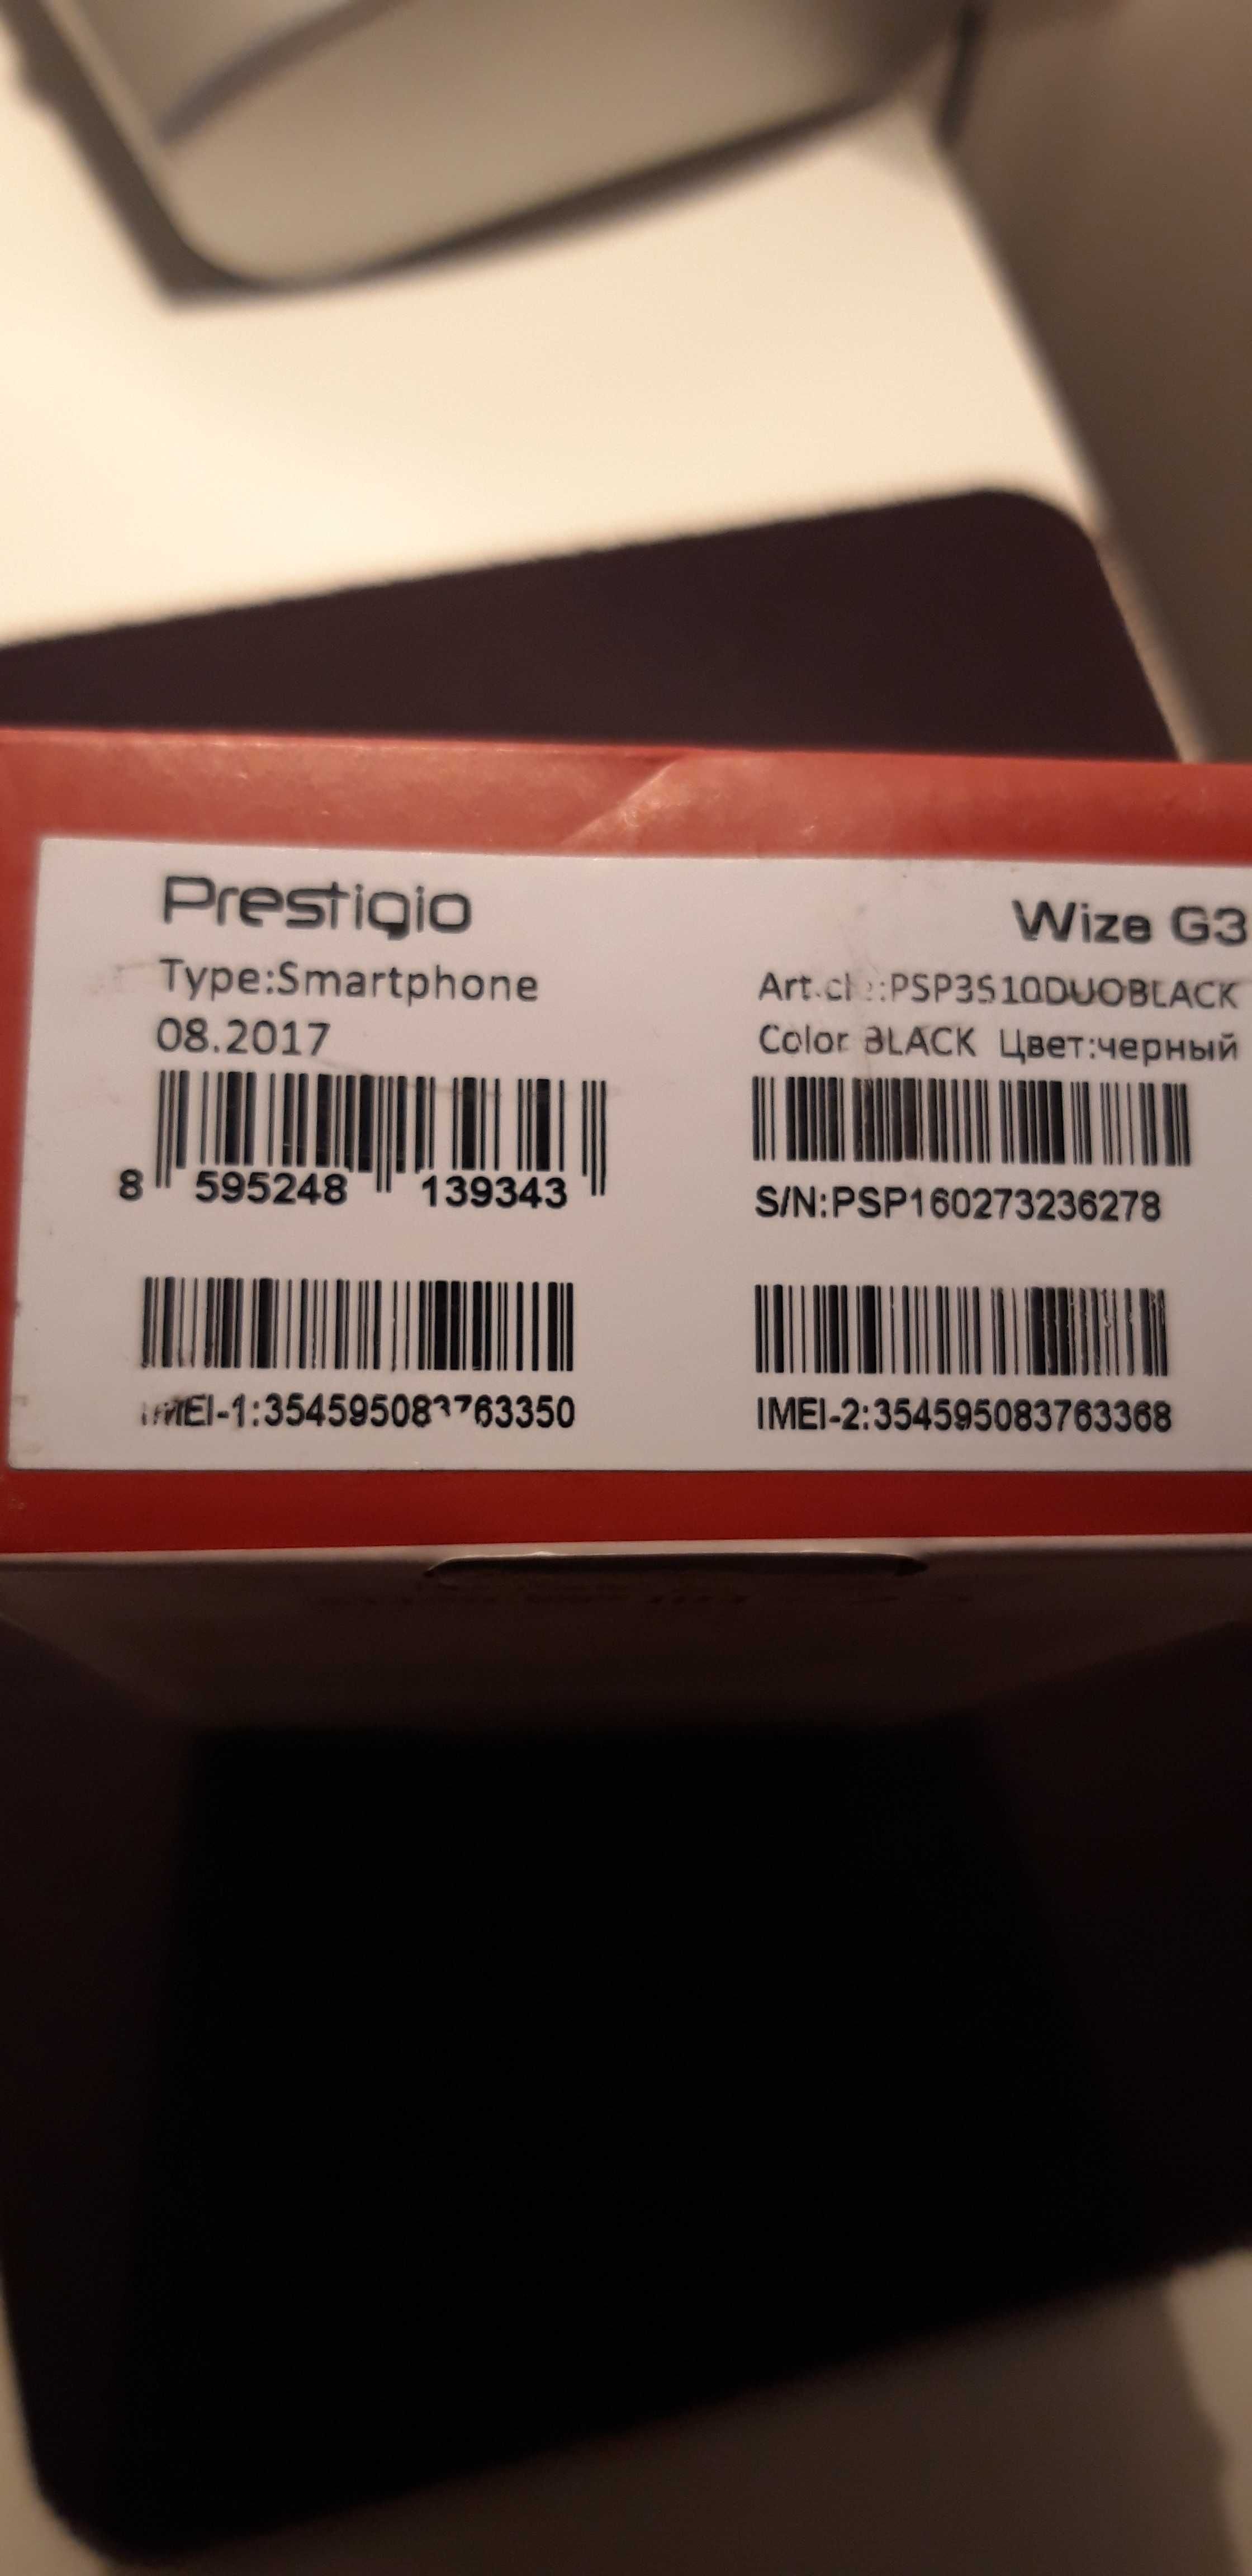 Prestigio
Wize G3
Type:Smartphone
08.2017
Article:PSP3510DUOBLACK
Color BLACK Цвет:черный
8 595248 139343
S/N:PSP160273236278
IMEI-1:354595083763350
IMEI-2:354595083763368